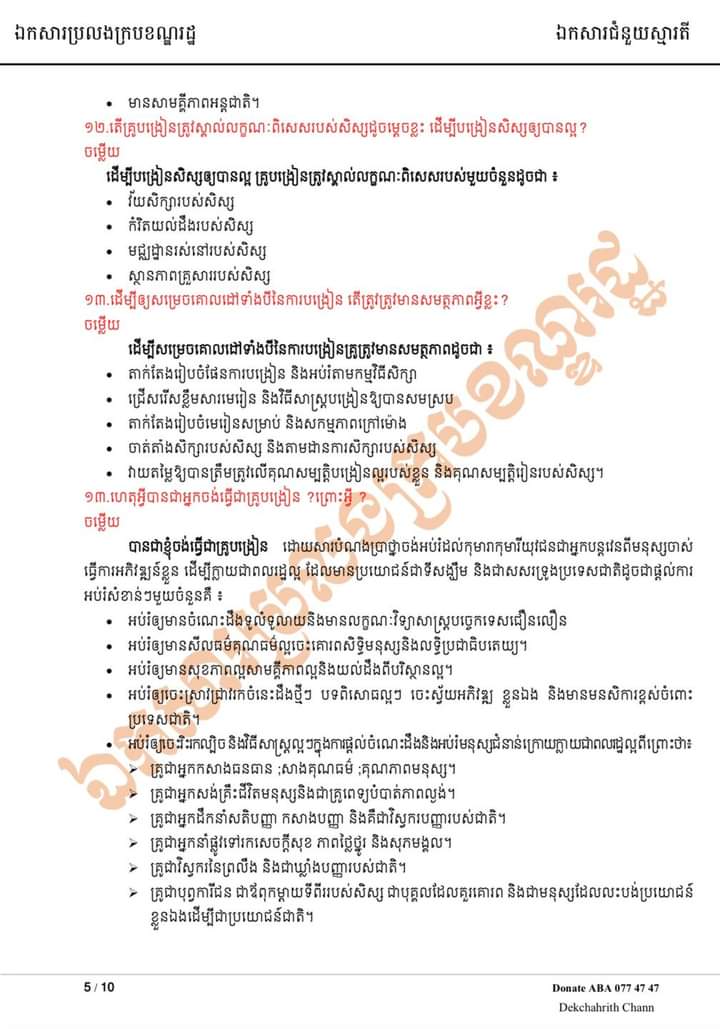 ឯកសារប្រលងក្របខណ្ឌរដ្ឋ
ឯកសារជំនួយស្មារតី
• មានសាមគ្គីភាពអន្តជាតិ។
១២.តើគ្រូបង្រៀនត្រូវស្គាល់លក្ខណៈពិសេសរបស់សិស្សដូចម្ដេចខ្លះ ដើម្បីបង្រៀនសិស្សឲ្យបានល្អ?
ចម្លើយ
ដើម្បីបង្រៀនសិស្សឲ្យបានល្អ គ្រូបង្រៀនត្រូវស្គាល់លក្ខណៈពិសេសរបស់មួយចំនួនដូចជា ៖
• វ័យសិក្សារបស់សិស្ស
• កំរិតយល់ដឹងរបស់សិស្ស
• មជ្ឈដ្ឋានរស់នៅរបស់សិស្ស
• ស្ថានភាពគ្រួសាររបស់សិស្ស
១៣.ដើម្បីឲ្យសម្រេចគោលដៅទាំងបីនៃការបង្រៀន តើត្រូវត្រូវមានសមត្ថភាពអ្វីខ្លះ?
ចម្លើយ
ដើម្បីសម្រេចគោលដៅទាំងបីនៃការបង្រៀនគ្រូត្រូវមានសមត្ថភាពដូចជា ៖
• តាក់តែងរៀបចំផែនការបង្រៀន និងអប់រំតាមកម្មវិធីសិក្សា
• ជ្រើសរើសខ្លឹមសារមេរៀន និងវិធីសាស្ត្របង្រៀនឱ្យបានសមស្រប
• តាក់តែងរៀបចំមេរៀនសម្រាប់ និងសកម្មភាពក្រៅម៉ោង
• ចាត់តាំងសិក្សារបស់សិស្ស និងតាមដានការសិក្សារបស់សិស្ស
• វាយតម្លៃឱ្យបានត្រឹមត្រូវលើគុណសម្បត្តិបង្រៀនល្អរបស់ខ្លួន និងគុណសម្បត្តិរៀនរបស់សិស្ស។
១៣.ហេតុអ្វីបានជាអ្នកចង់ធ្វើជាគ្រូបង្រៀន ?ព្រោះអ្វី ?
ចម្លើយ
បានជាខ្ញុំចង់ធ្វើជាគ្រូបង្រៀន ដោយសារបំណងប្រាថ្នាចង់អប់រំដល់កុមារាកុមារីយុវជនជាអ្នកបន្តវេនពីមនុស្សចាស់
ធ្វើការអភិវឌ្ឍន៍ខ្លួន ដើម្បីក្លាយជាពលរដ្ឋល្អ ដែលមានប្រយោជន៍ជាទីសង្ឃឹម និងជាសសរទ្រូងប្រទេសជាតិដូចជាផ្ដល់ការ
អប់រំសំខាន់ៗមួយចំនួនគឺ ៖
• អប់រំឲ្យមានចំណេះដឹងទូលំទូលាយនិងមានលក្ខណៈវិទ្យាសាស្ត្របច្ចេកទេសជឿនលឿន
• អប់រំឲ្យមានសីលធម៌គុណធម៌ល្អចេះគោរពសិទ្ធិមនុស្សនិងលទ្ធិប្រជាធិបតេយ្យ។
• អប់រំឲ្យមានសុខភាពល្អសាមគ្គីភាពល្អនិងយល់ដឹងពីបរិស្ថានល្អ។
• អប់រំឲ្យចេះស្រាវជ្រាវរកចំនេះដឹងថ្មីៗ បទពិសោធល្អៗ ចេះស្វ័យអភិវឌ្ឍ ខ្លួនឯង និងមានមនសិការខ្ពស់ចំពោះ
ប្រទេសជាតិ។
• អប់រំឲ្យចេះរិះរកល្បិចនិងវិធីសាស្ត្រល្អៗក្នុងការផ្ដល់ចំណេះដឹងនិងអប់រំមនុស្សជំនាន់ក្រោយក្លាយជាពលរដ្ឋល្អពីព្រោះថា៖
➢ គ្រូជាអ្នកកសាងធនធាន ;សាងគុណធម៌ ;គុណភាពមនុស្ស។
➢ គ្រូជាអ្នកសង់គ្រឹះជីវិតមនុស្សនិងជាគ្រូពេទ្យបំបាត់ភាពល្ងង់។
➢ គ្រូជាអ្នកដឹកនាំសតិបញ្ញា កសាងបញ្ញា និងគឺជាវិស្វករបញ្ញារបស់ជាតិ។
➢ គ្រូជាអ្នកនាំផ្លូវទៅរកសេចក្ដីសុខ ភាពថ្លៃថ្នូរ និងសុភមង្គល។
➢ គ្រូជាវិស្វករនៃព្រលឹង និងជាឃ្លាំងបញ្ញារបស់ជាតិ។
➢ គ្រូជាបុព្វការីជន ជាឪពុកម្ដាយទីពីររបស់សិស្ស ជាបុគ្គលដែលគួរគោរព និងជាមនុស្សដែលលះបង់ប្រយោជន៍
ខ្លួនឯងដើម្បីជាប្រយោជន៍ជាតិ។
ឯកសារប្រលងក្របខណ្ឌរដ្ឋ
5 / 10
Donate ABA 077 47 47
Dekchahrith Chann